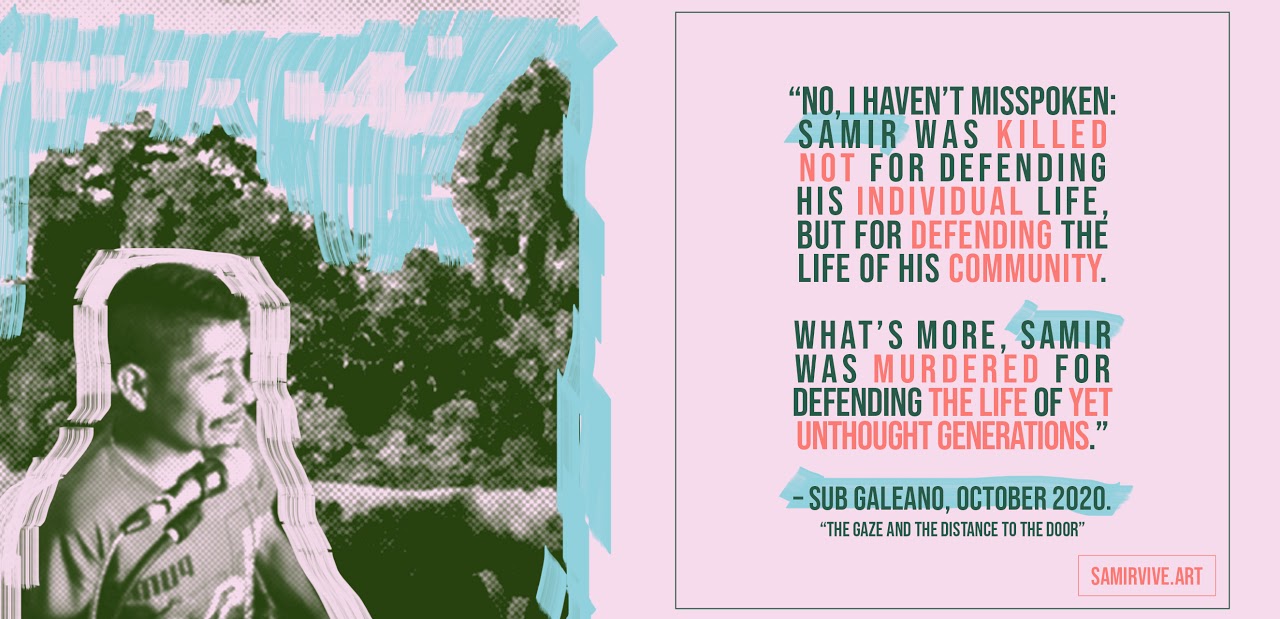 “NO, I HAVEN’T MISSPOKEN:
SAMIR WAS KILLED
NOT FOR DEFENDING
HIS INDIVIDUAL LIFE,
BUT FOR DEFENDING THE
LIFE OF HIS COMMUNITY.
WHAT’S MORE, SAMIR
WAS MURDERED FOR
DEFENDING THE LIFE OF YET
UNTHOUGHT GENERATIONS.”
– SUB GALEANO, OCTOBER 2020.
“THE GAZE AND THE DISTANCE TO THE DOOR”
SAMIRVIVE.ART